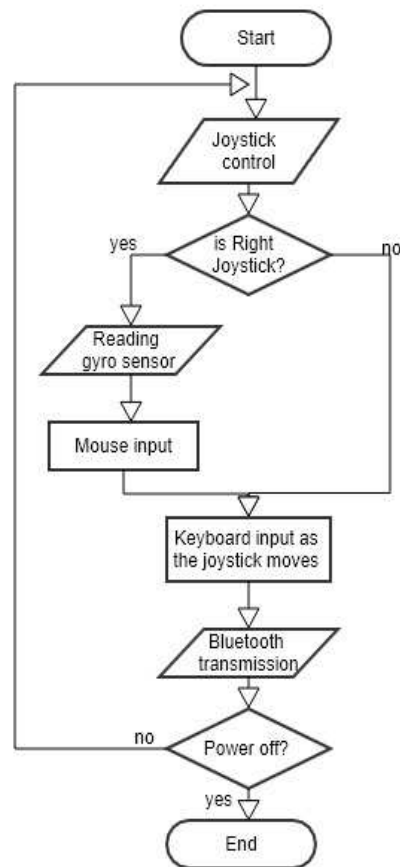 Start
Joystick
control
is Right
Joystick?
yes
no
Reading
gyro sensor
Mouse input
Keyboard input as
the joystick moves
Bluetooth
transmission
Power off?
no
yes
End